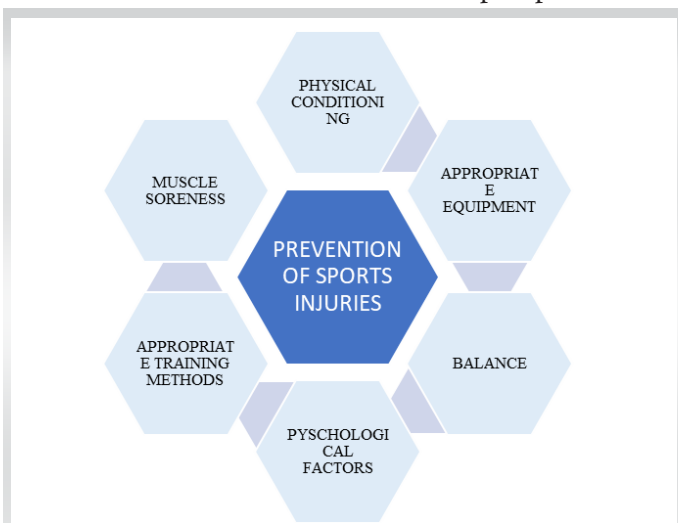 PHYSICAL
CONDITIONI
NG
APPROPRIAT
E
EQUIPMENT
MUSCLE
SORENESS
PREVENTION
OF SPORTS
INJURIES
APPROPRIAT
E TRAINING
METHODS
BALANCE
PYSCHOLOGI
CAL
FACTORS